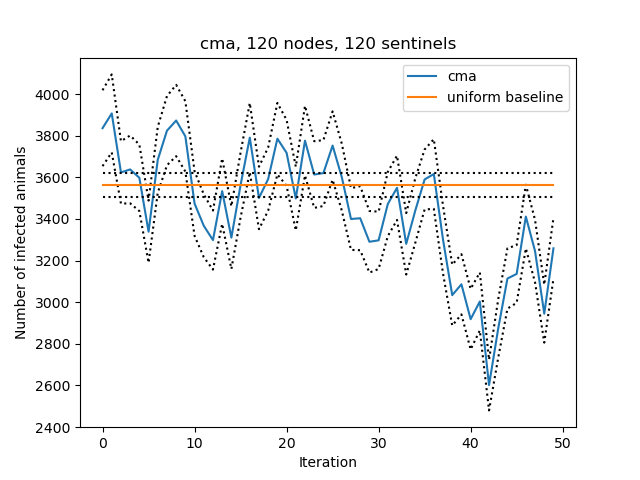 cma, 120 nodes, 120 sentinels
cma
uniform baseline
Number of infected animals
4000
3800
3600
3400
3200
3000
2800
2600
2400
0 10 20 30 40 50
Iteration